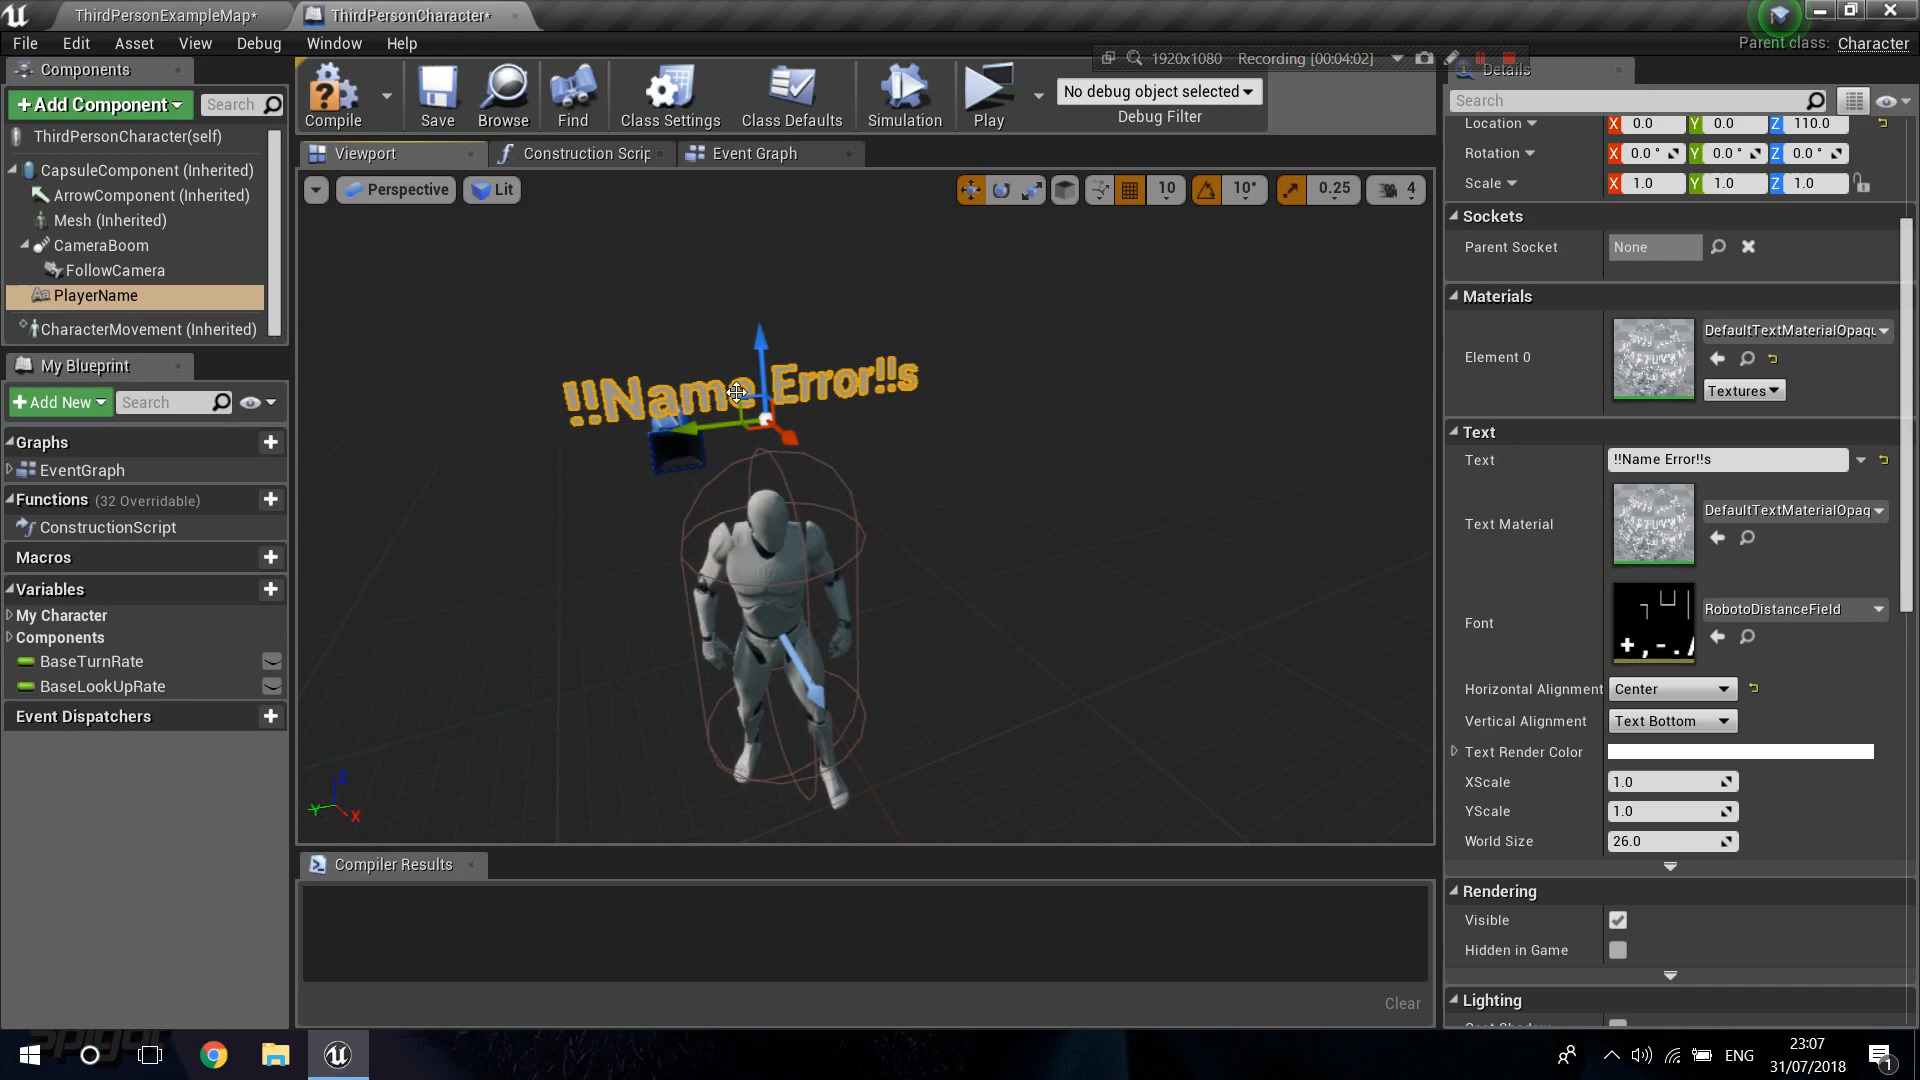 ThirdPersonExampleMap*
ThirdPersonCharacter*
File Edit Asset View Debug Window Help
Parent class: Character
1920x1080 Recording [00:04:02]
Components
Details
+Add Component
Search
Compile Save Browse Find Class Settings Class Defaults Simulation Play
No debug object selected
Debug Filter
Search
ThirdPersonCharacter(self)
CapsuleComponent (Inherited)
ArrowComponent (Inherited)
Mesh (Inherited)
CameraBoom
FollowCamera
PlayerName
CharacterMovement (Inherited)
My Blueprint
+Add New
Search
Graphs
EventGraph
Functions (32 Overridable)
ConstructionScript
Macros
Variables
My Character
Components
BaseTurnRate
BaseLookUpRate
Event Dispatchers
Viewport
Construction Scrip
Event Graph
Perspective
Lit
10
10°
0.25
4
!!Name Error!!s
Z
Y
X
Compiler Results
Clear
Location X 0.0 Y 0.0 Z 110.0
Rotation X 0.0 ° Y 0.0 ° Z 0.0 °
Scale X 1.0 Y 1.0 Z 1.0
Sockets
Parent Socket None
Materials
Element 0
DefaultTextMaterialOpaqu
Textures
Text
Text !!Name Error!!s
Text Material
DefaultTextMaterialOpaq
Font
RobotoDistanceField
Horizontal Alignment Center
Vertical Alignment Text Bottom
Text Render Color
XScale 1.0
YScale 1.0
World Size 26.0
Rendering
Visible
Hidden in Game
Lighting
ENG
23:07
31/07/2018
1